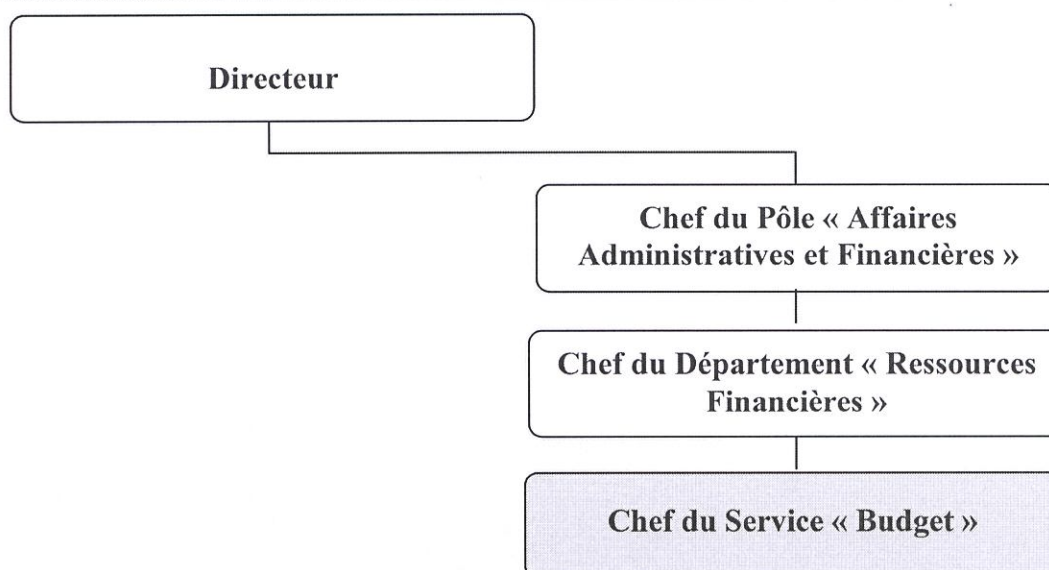 Directeur
Chef du Pôle « Affaires
Administratives et Financières »
Chef du Département « Ressources
Financières »
Chef du Service « Budget »